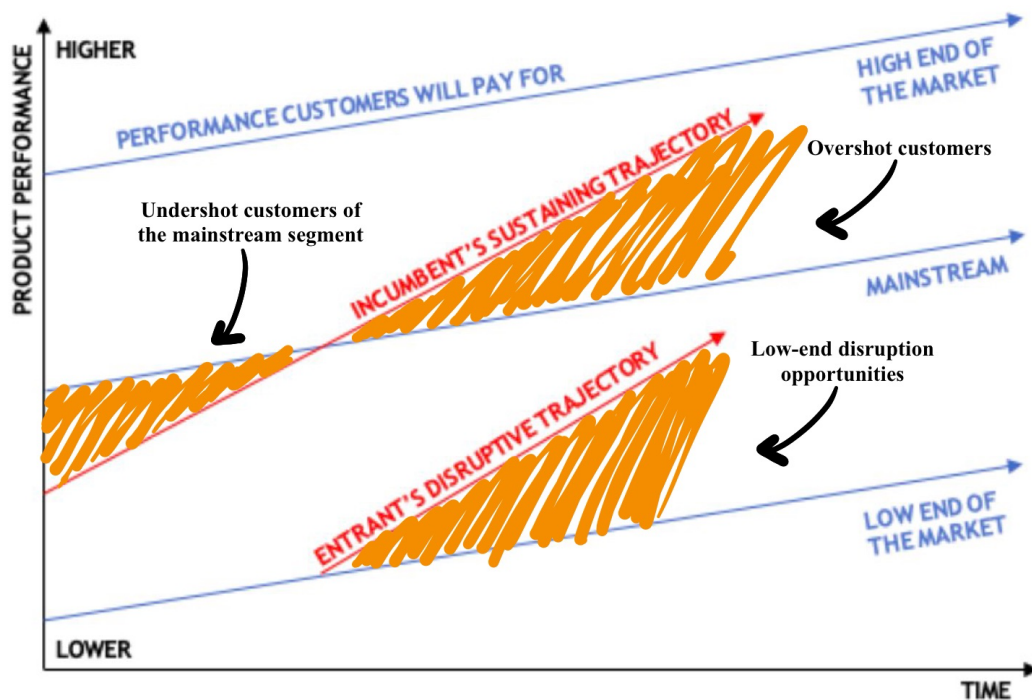 HIGHER
PRODUCT PERFORMANCE
PERFORMANCE CUSTOMERS WILL PAY FOR
HIGH END OF
THE MARKET
INCUMBENT'S SUSTAINING TRAJECTORY
Overshot customers
Undershot customers of
the mainstream segment
MAINSTREAM
ENTRANT'S DISRUPTIVE TRAJECTORY
Low-end disruption
opportunities
LOW END OF
THE MARKET
LOWER
TIME